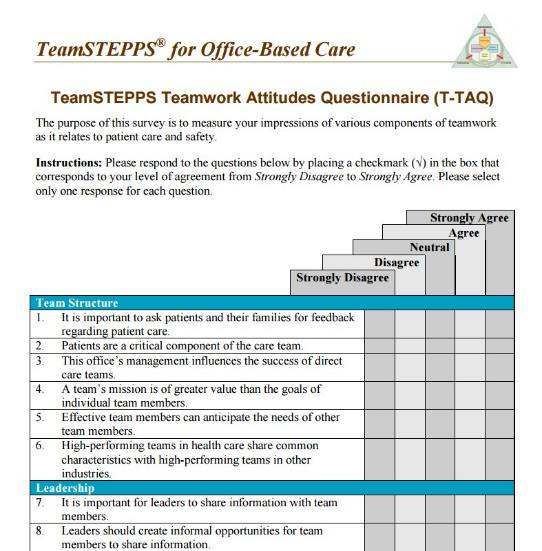 TeamSTEPPS® for Office-Based Care
TeamSTEPPS Teamwork Attitudes Questionnaire (T-TAQ)
The purpose of this survey is to measure your impressions of various components of teamwork
as it relates to patient care and safety.
Instructions: Please respond to the questions below by placing a checkmark (√) in the box that
corresponds to your level of agreement from Strongly Disagree to Strongly Agree. Please select
only one response for each question.
Strongly Agree
Agree
Neutral
Disagree
Strongly Disagree
Team Structure
1. It is important to ask patients and their families for feedback
regarding patient care.
2. Patients are a critical component of the care team.
3. This office's management influences the success of direct
care teams.
4. A team's mission is of greater value than the goals of
individual team members.
5. Effective team members can anticipate the needs of other
team members.
6. High-performing teams in health care share common
characteristics with high-performing teams in other
industries.
Leadership
7. It is important for leaders to share information with team
members.
8. Leaders should create informal opportunities for team
members to share information.